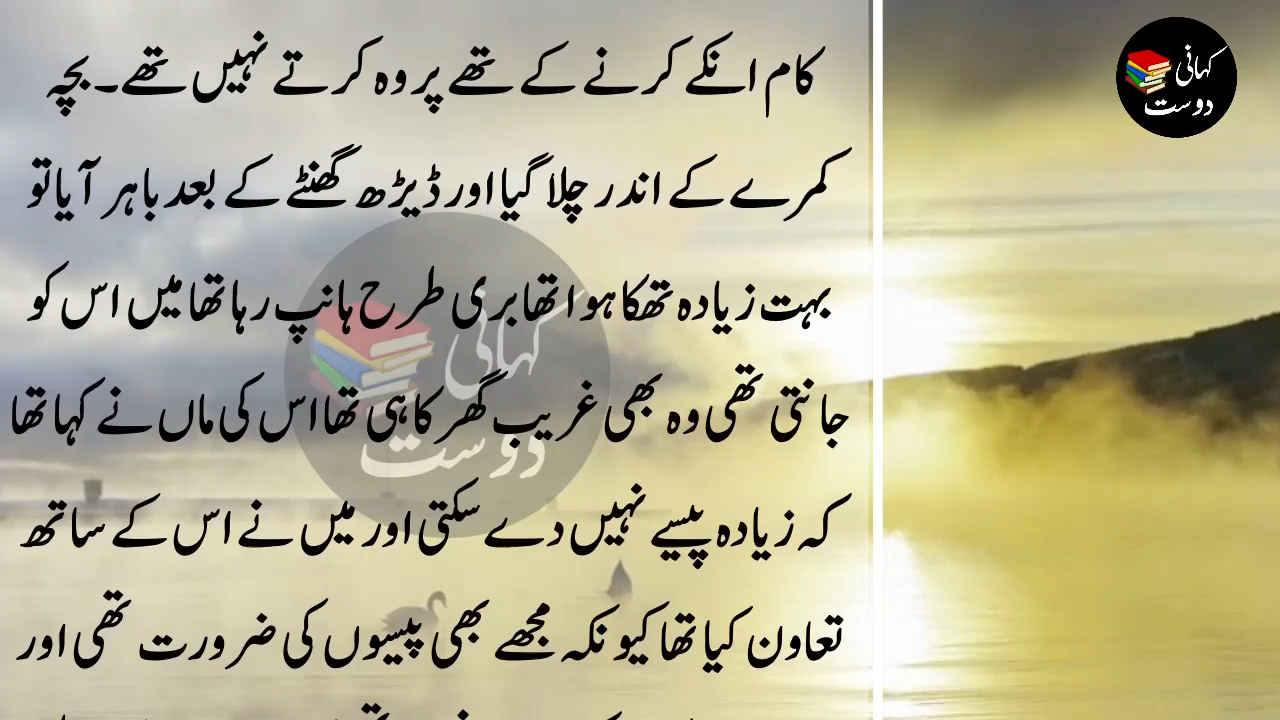 کام انکے کرنے کے تھے پر وہ کرتے نہیں تھے۔ بچہ
کمرے کے اندر چلا گیا اور ڈیڑھ گھنٹے کے بعد باہر آیا تو
بہت زیادہ تھکا ہوا تھا بری طرح ہانپ رہا تھا میں اس کو
جانتی تھی وہ بھی غریب گھر کا ہی تھا اس کی ماں نے کہا تھا
کہ زیادہ پیسے نہیں دے سکتی اور میں نے اس کے ساتھ
تعاون کیا تھا کیونکہ مجھے بھی پیسوں کی ضرورت تھی اور
کہانی
دوست
کہانی
دوست